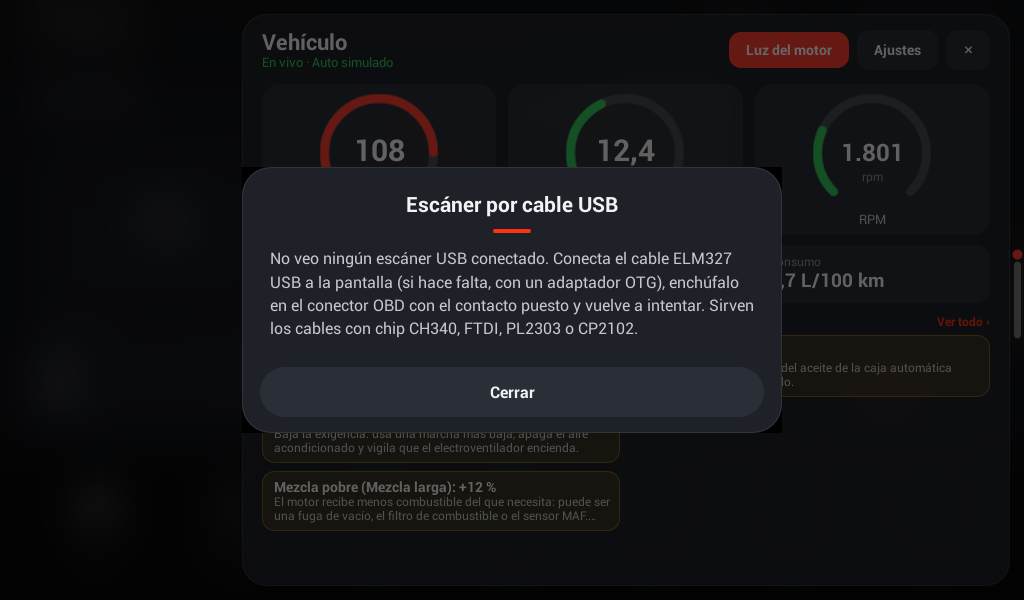 Vehículo
En vivo · Auto simulado
Luz del motor
Ajustes
×
108
12,4
1.801
rpm
RPM
Escáner por cable USB
No veo ningún escáner USB conectado. Conecta el cable ELM327
USB a la pantalla (si hace falta, con un adaptador OTG), enchúfalo
en el conector OBD con el contacto puesto y vuelve a intentar. Sirven
los cables con chip CH340, FTDI, PL2303 o CP2102.
Cerrar
,7 L/100 km
Ver todo ›
del aceite de la caja automática
Baja la exigencia: usa una marcha más baja, apaga el aire
acondicionado y vigila que el electroventilador encienda.
Mezcla pobre (Mezcla larga): +12 %
El motor recibe menos combustible del que necesita: puede ser
una fuga de vacío, el filtro de combustible o el sensor MAF...